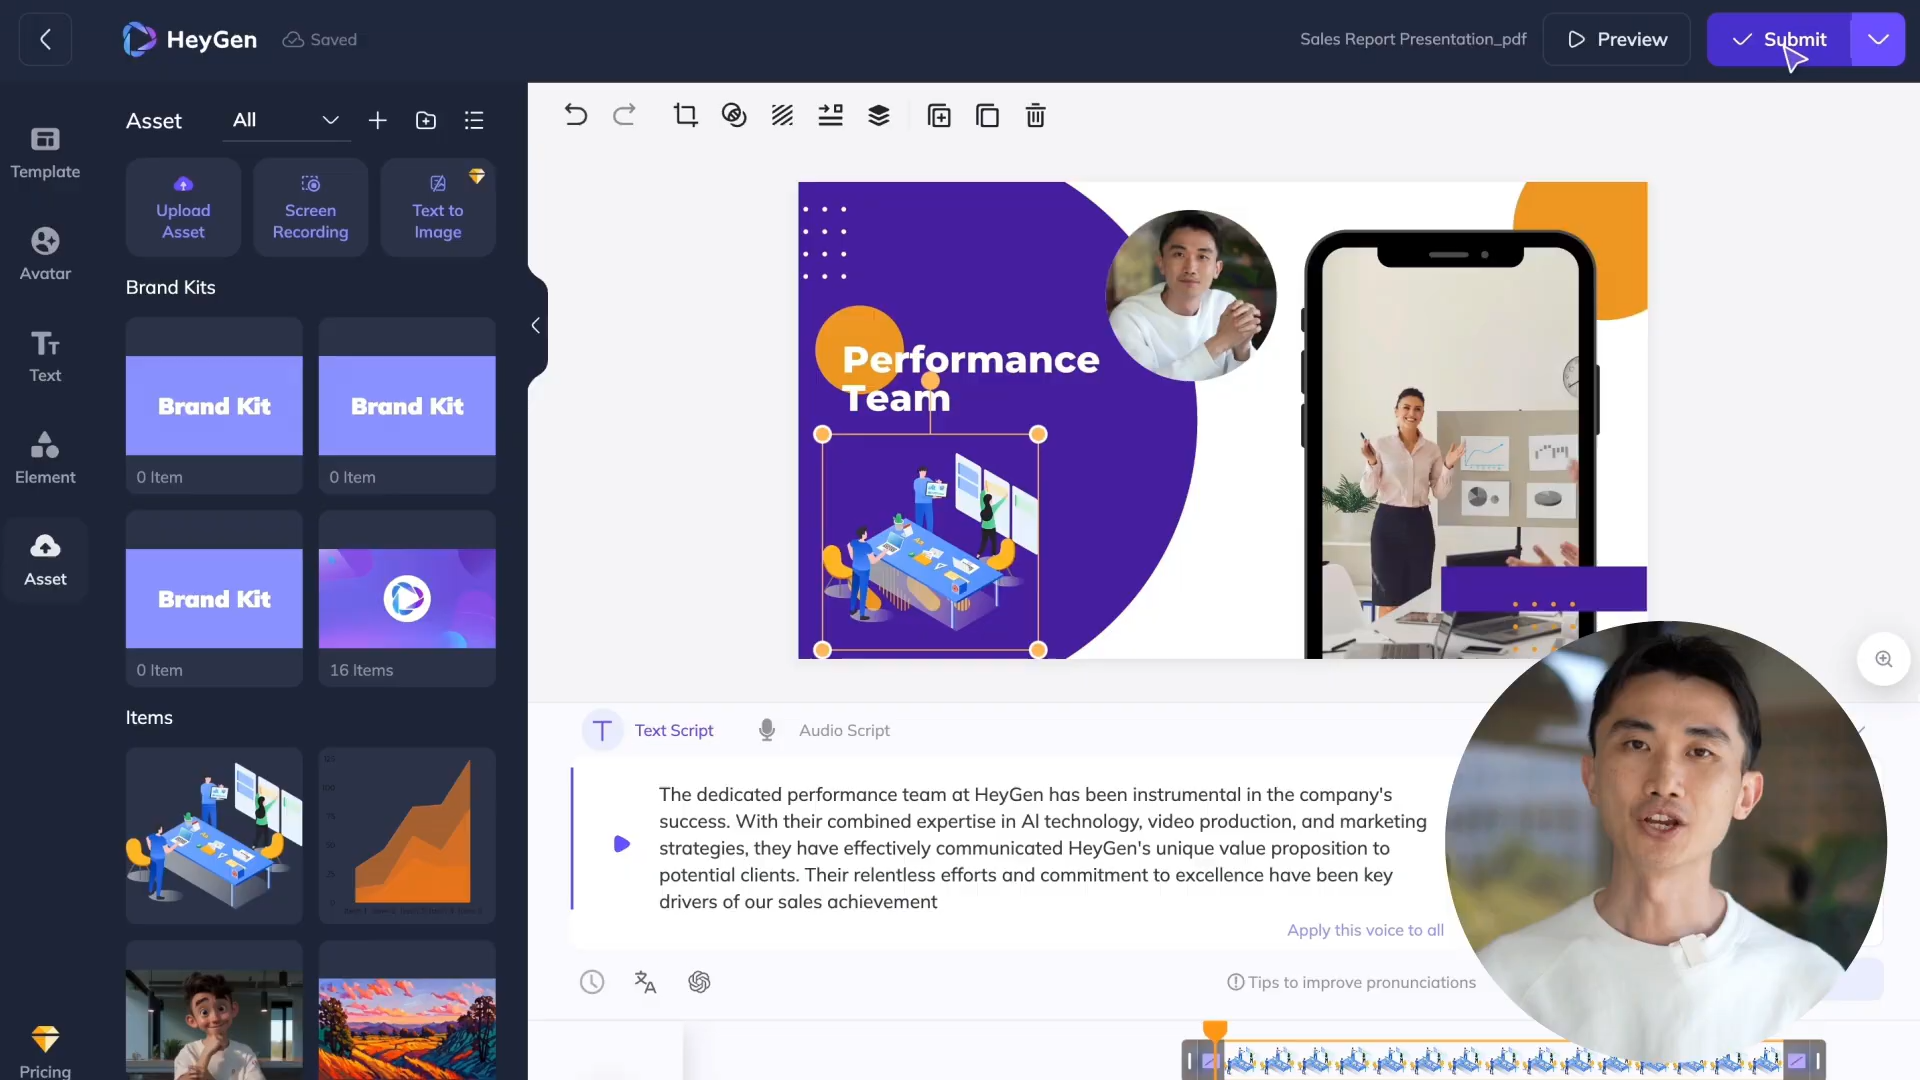 HeyGen
Saved
Sales Report Presentation_pdf
Preview
Submit
Template
Avatar
Text
Element
Asset
Pricing
Asset
All
Upload
Asset
Screen
Recording
Text to
Image
Brand Kits
Brand Kit
Brand Kit
0 Item
0 Item
Brand Kit
0 Item
16 Items
Items
Performance
Team
Text Script
Audio Script
The dedicated performance team at HeyGen has been instrumental in the company's
success. With their combined expertise in AI technology, video production, and marketing
strategies, they have effectively communicated HeyGen's unique value proposition to
potential clients. Their relentless efforts and commitment to excellence have been key
drivers of our sales achievement
Apply this voice to all
Tips to improve pronunciations